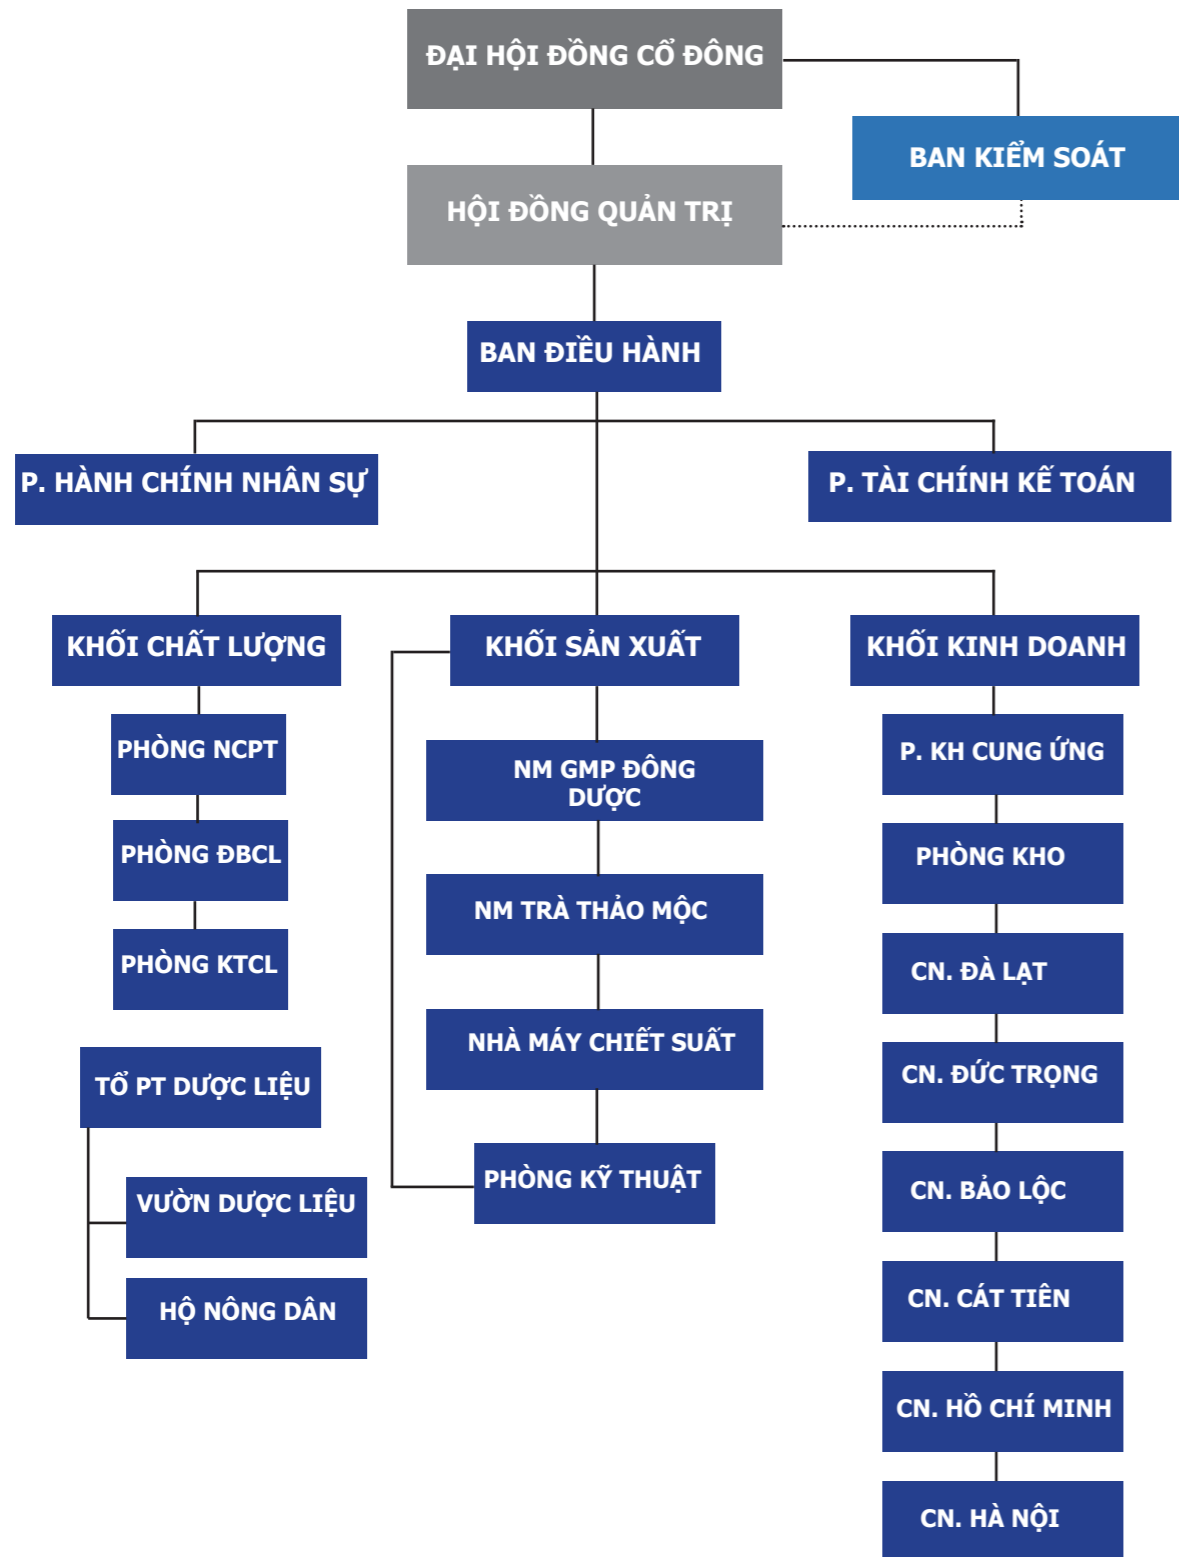 ĐẠI HỘI ĐỒNG CỔ ĐÔNG
BAN KIỂM SOÁT
HỘI ĐỒNG QUẢN TRỊ
BAN ĐIỀU HÀNH
P. HÀNH CHÍNH NHÂN SỰ
P. TÀI CHÍNH KẾ TOÁN
KHỐI CHẤT LƯỢNG
PHÒNG NCPT
PHÒNG ĐBCL
PHÒNG KTCL
TỔ PT DƯỢC LIỆU
VƯỜN DƯỢC LIỆU
HỘ NÔNG DÂN
KHỐI SẢN XUẤT
NM GMP ĐÔNG
DƯỢC
NM TRÀ THẢO MỘC
NHÀ MÁY CHIẾT SUẤT
PHÒNG KỸ THUẬT
KHỐI KINH DOANH
P. KH CUNG ỨNG
PHÒNG KHO
CN. ĐÀ LẠT
CN. ĐỨC TRỌNG
CN. BẢO LỘC
CN. CÁT TIÊN
CN. HỒ CHÍ MINH
CN. HÀ NỘI